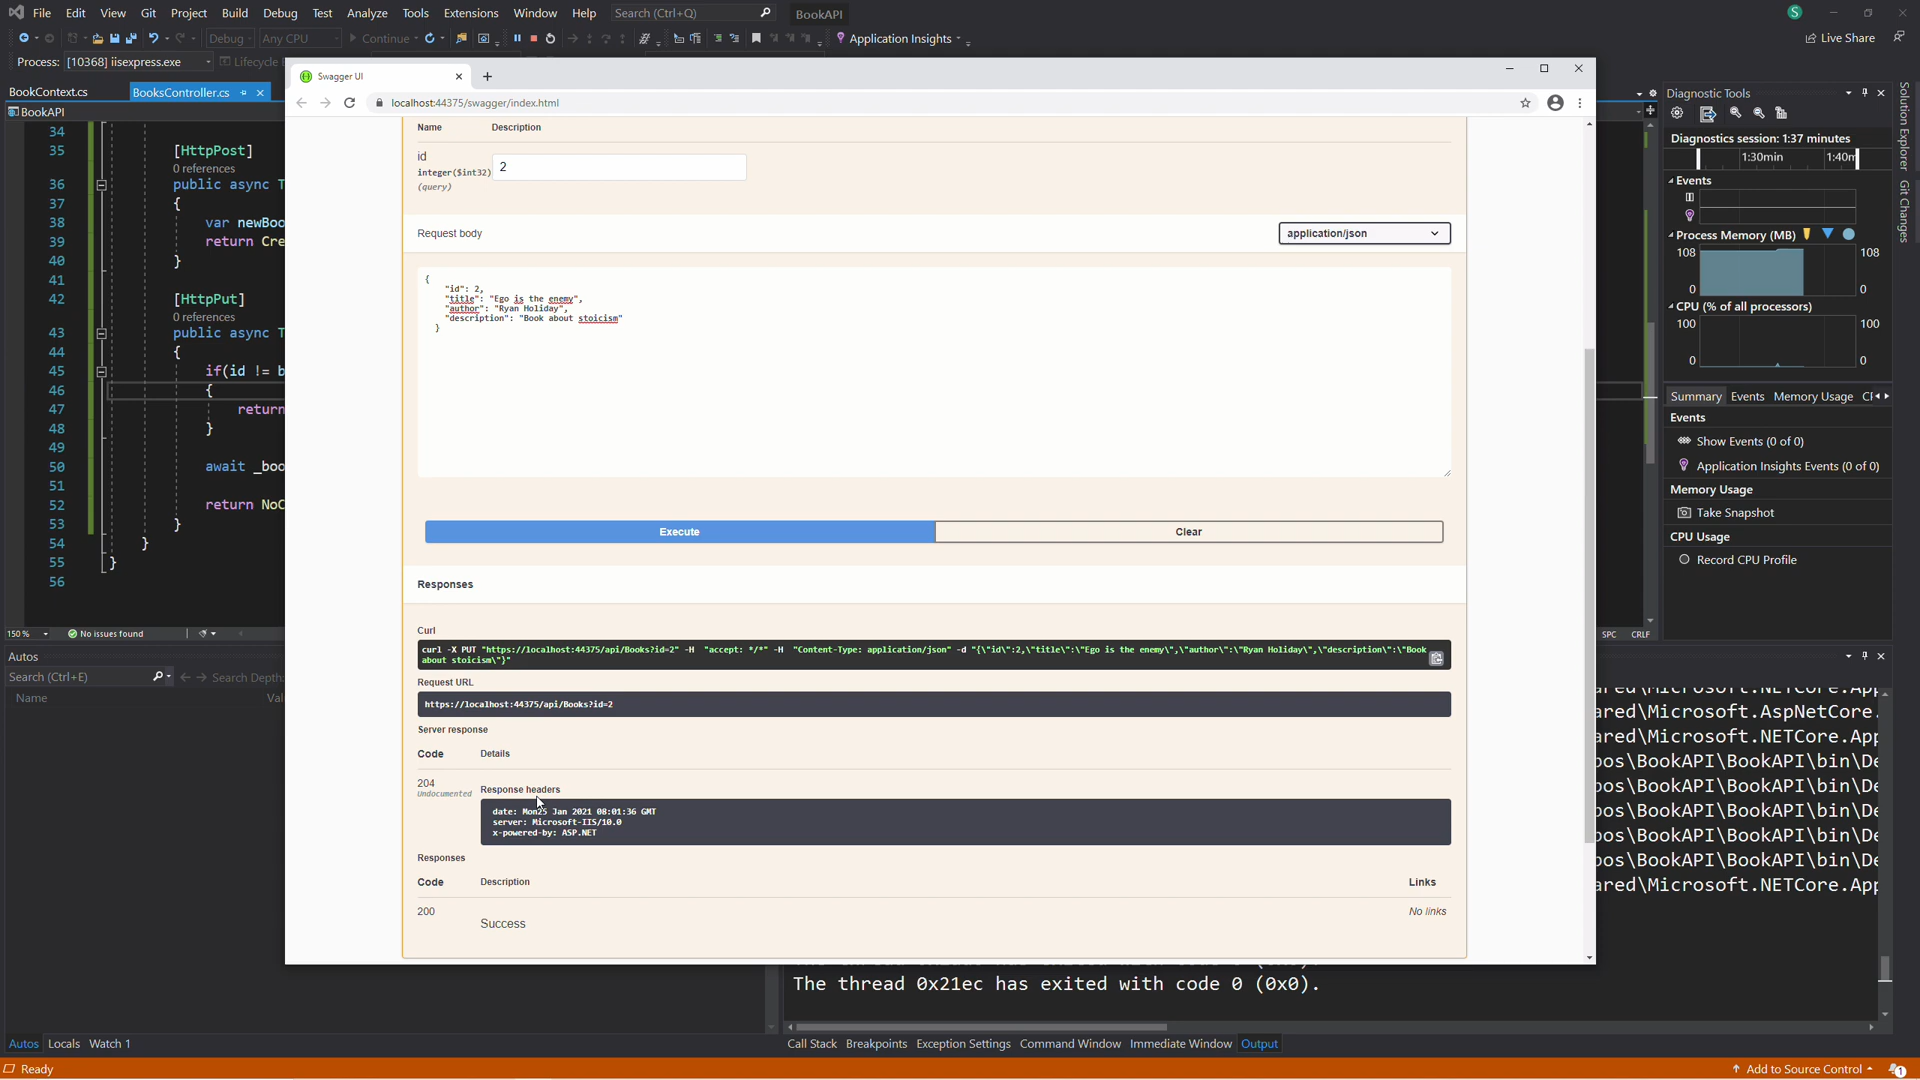 File Edit View Git Project Build Debug Test Analyze Tools Extensions Window Help Search (Ctrl+Q) BookAPI S
Debug Any CPU Continue Application Insights Live Share
Process: [10368] iisexpress.exe Lifecycle
BookContext.cs BooksController.cs
BookAPI
34
35 [HttpPost]
0 references
36 public async T
37 {
38 var newBoo
39 return Cre
40 }
41
42 [HttpPut]
0 references
43 public async T
44 {
45 if(id != b
46 {
47 return
48 }
49
50 await _boo
51
52 return NoC
53 }
54 }
55 }
56
150 % No issues found
Autos
Search (Ctrl+E) Search Depth:
Name Val
Autos Locals Watch 1
Swagger UI
localhost:44375/swagger/index.html
Name Description
id
integer($int32)
(query)
2
Request body application/json
{
"id": 2,
"title": "Ego is the enemy",
"author": "Ryan Holiday",
"description": "Book about stoicism"
}
Execute Clear
Responses
Curl
curl -X PUT "https://localhost:44375/api/Books?id=2" -H "accept: */*" -H "Content-Type: application/json" -d "{\"id\":2,\"title\":\"Ego is the enemy\",\"author\":\"Ryan Holiday\",\"description\":\"Book
about stoicism\"}"
Request URL
https://localhost:44375/api/Books?id=2
Server response
Code Details
204
Undocumented
Response headers
date: Mon25 Jan 2021 08:01:36 GMT
server: Microsoft-IIS/10.0
x-powered-by: ASP.NET
Responses
Code Description Links
200 No links
Success
Diagnostic Tools
Diagnostics session: 1:37 minutes
1:30min 1:40m
Events
Process Memory (MB)
108 108
0 0
CPU (% of all processors)
100 100
0 0
Summary Events Memory Usage
Events
Show Events (0 of 0)
Application Insights Events (0 of 0)
Memory Usage
Take Snapshot
CPU Usage
Record CPU Profile
Solution Explorer
Git Changes
SPC CRLF
ared\Microsoft.NETCore.App
ared\Microsoft.AspNetCore.
ared\Microsoft.NETCore.App
pos\BookAPI\BookAPI\bin\De
pos\BookAPI\BookAPI\bin\De
pos\BookAPI\BookAPI\bin\De
pos\BookAPI\BookAPI\bin\De
pos\BookAPI\BookAPI\bin\De
ared\Microsoft.NETCore.App
The thread 0x21ec has exited with code 0 (0x0).
Call Stack Breakpoints Exception Settings Command Window Immediate Window Output
Ready Add to Source Control 1